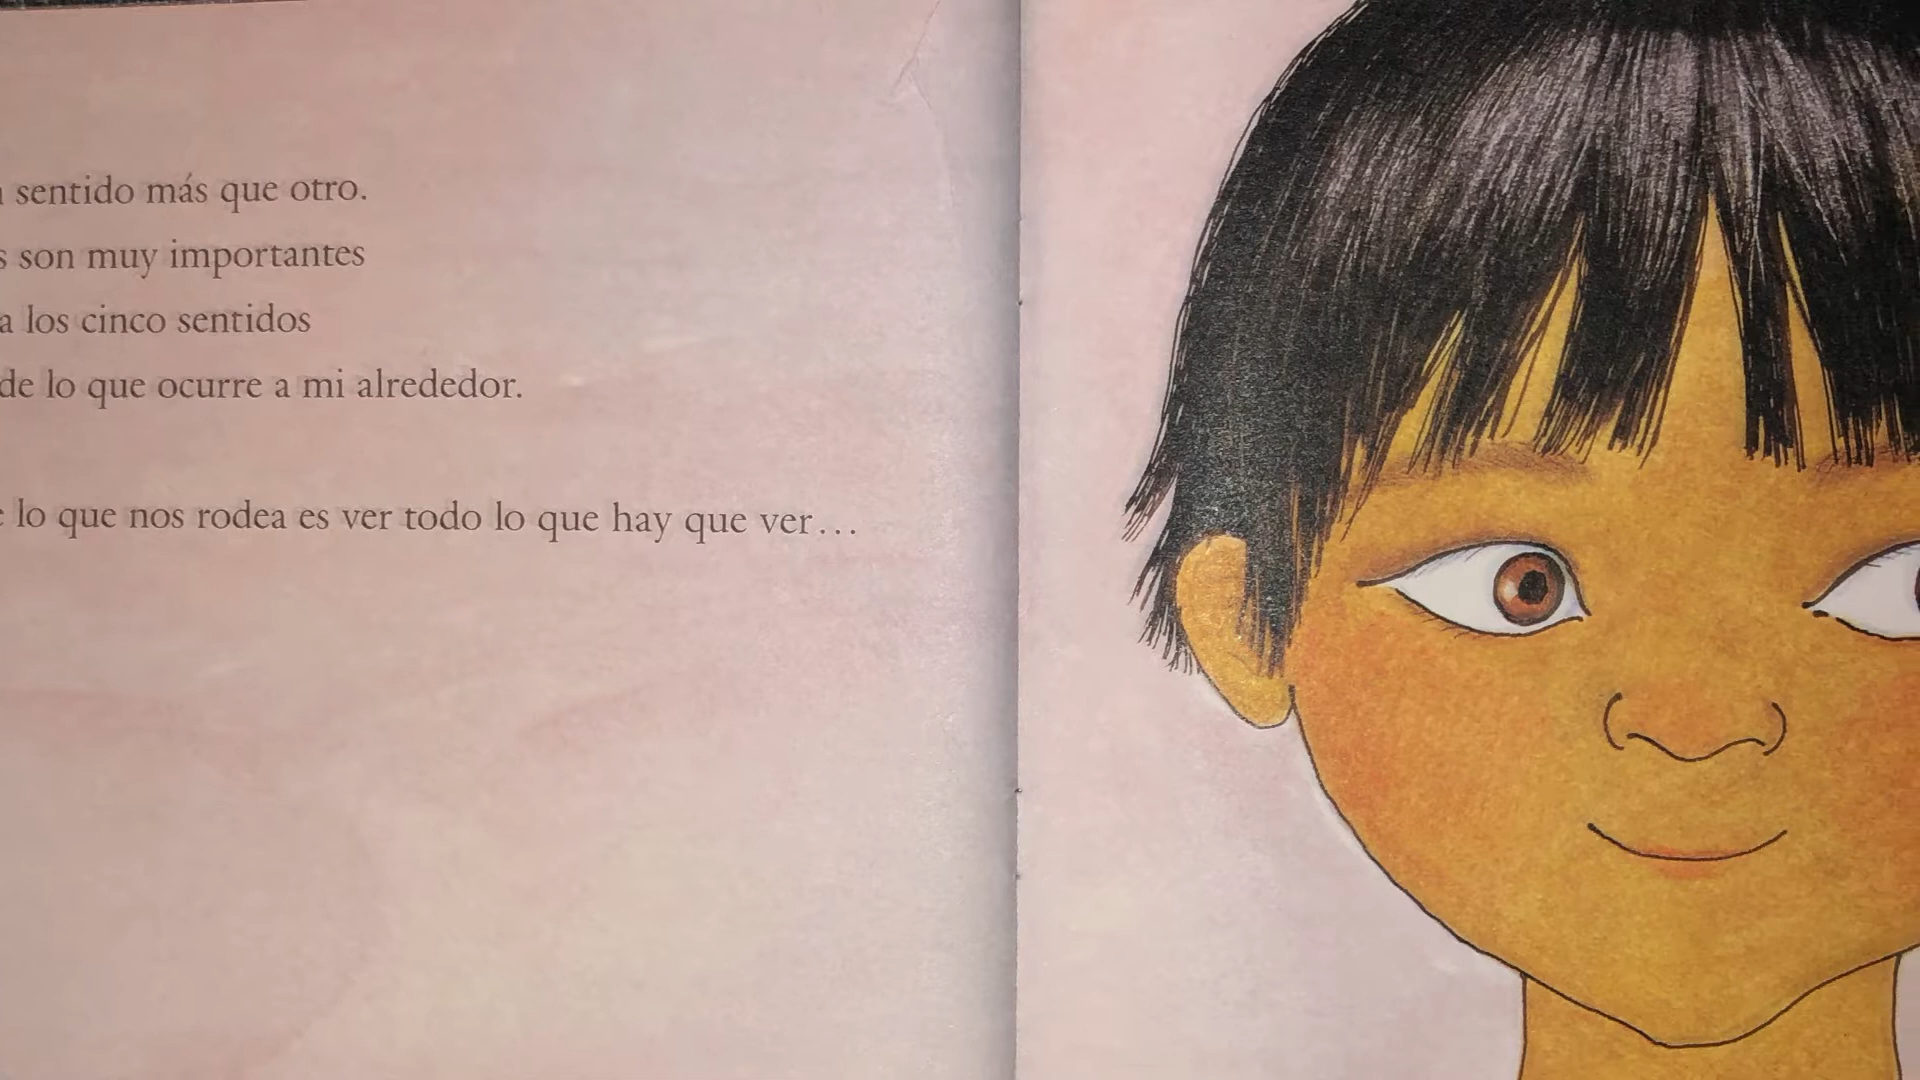 sentido más que otro.
son muy importantes
a los cinco sentidos
de lo que ocurre a mi alrededor.
lo que nos rodea es ver todo lo que hay que ver…